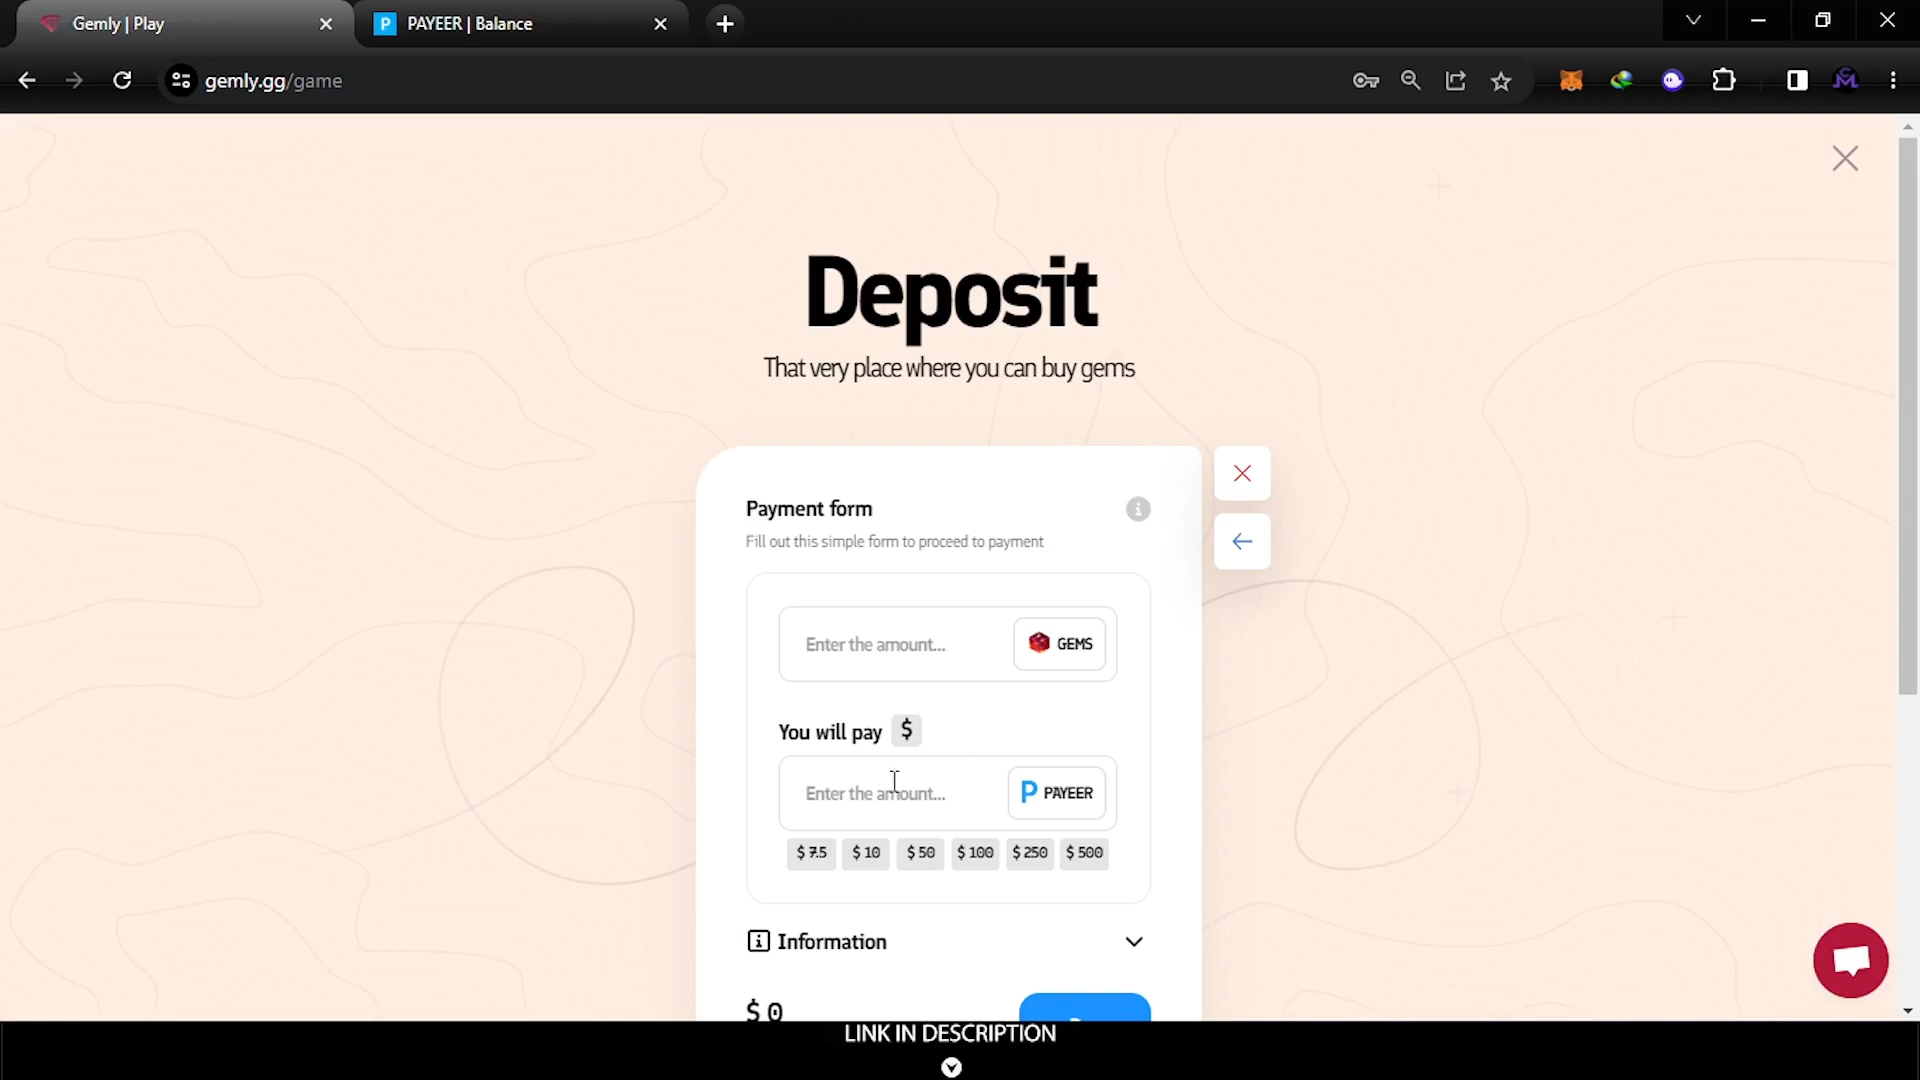 Gemly | Play
PAYEER | Balance
gemly.gg/game
Deposit
That very place where you can buy gems
Payment form
Fill out this simple form to proceed to payment
Enter the amount...
GEMS
You will pay $
Enter the amount...
PAYEER
$ 7.5 $ 10 $ 50 $ 100 $ 250 $ 500
Information
$ 0
LINK IN DESCRIPTION